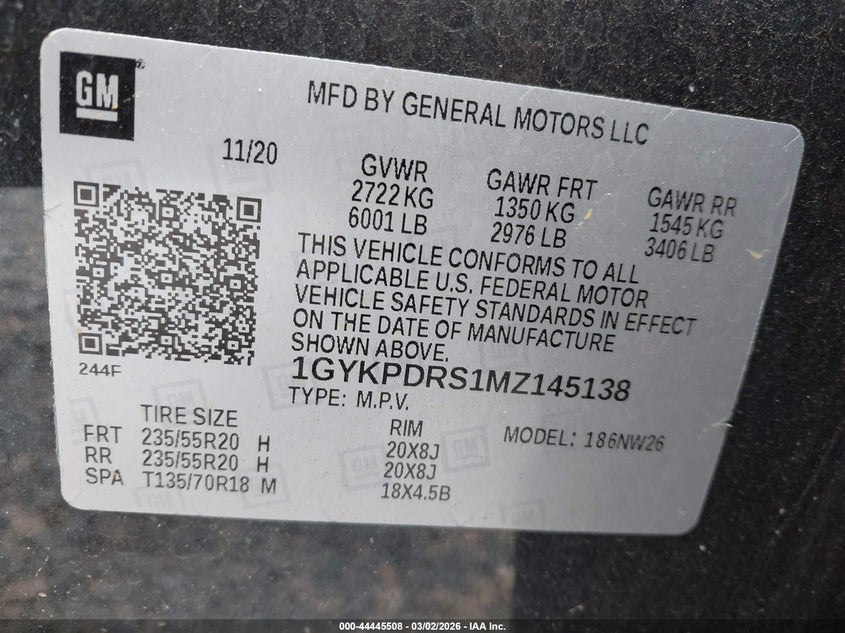 GM
MFD BY GENERAL MOTORS LLC
11/20
GVWR
2722 KG
6001 LB
GAWR FRT
1350 KG
2976 LB
GAWR RR
1545 KG
3406 LB
THIS VEHICLE CONFORMS TO ALL
APPLICABLE U.S. FEDERAL MOTOR
VEHICLE SAFETY STANDARDS IN EFFECT
ON THE DATE OF MANUFACTURE
SHOWN ABOVE.
244F
1GYKPDRS1MZ145138
TYPE: M.P.V.
MODEL: 186NW26
TIRE SIZE RIM
FRT 235/55R20 H 20X8J
RR 235/55R20 H 20X8J
SPA T135/70R18 M 18X4.5B
000-44445508 - 03/02/2026 - IAA Inc.